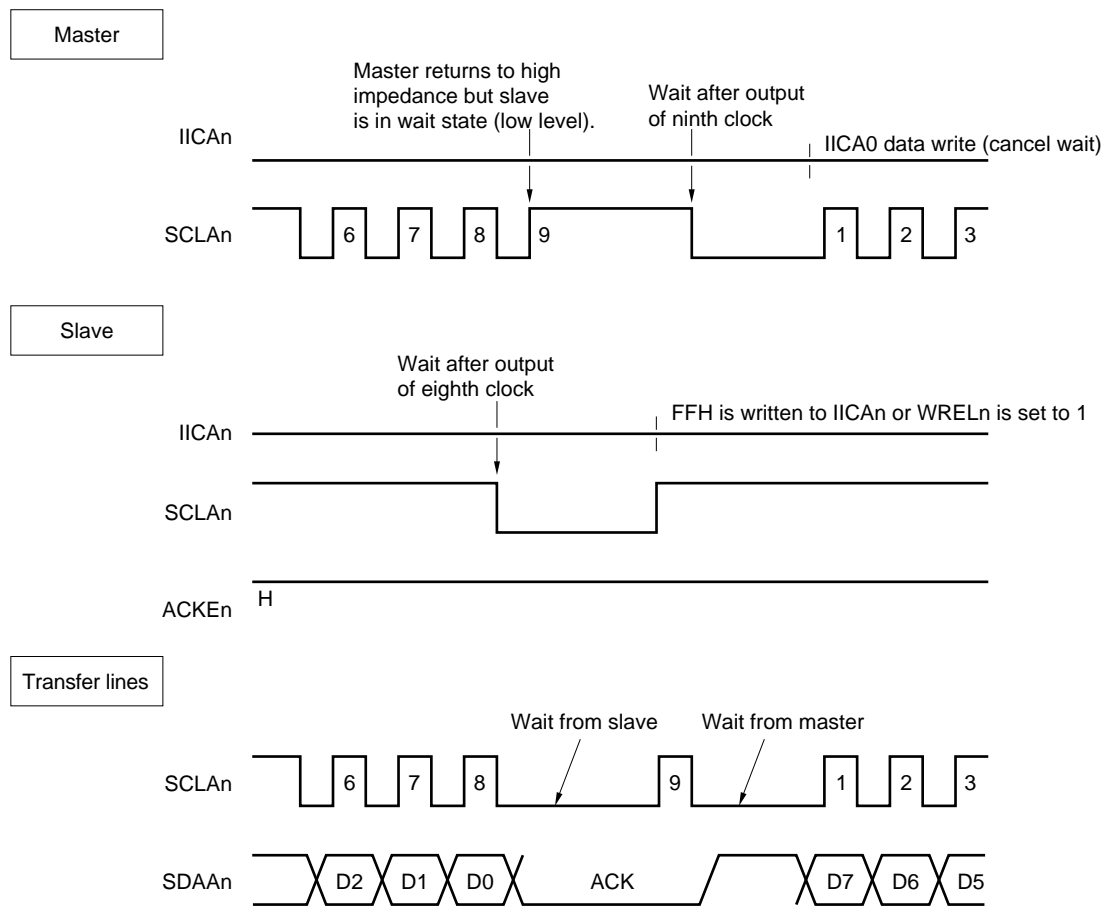 Master
Master returns to high
impedance but slave
is in wait state (low level).
Wait after output
of ninth clock
IICAn
IICA0 data write (cancel wait)
SCLAn
6 7 8 9 1 2 3
Slave
Wait after output
of eighth clock
FFH is written to IICAn or WRELn is set to 1
IICAn
SCLAn
H
ACKEn
Transfer lines
Wait from slave Wait from master
SCLAn
6 7 8 9 1 2 3
SDAAn
D2 D1 D0 ACK D7 D6 D5